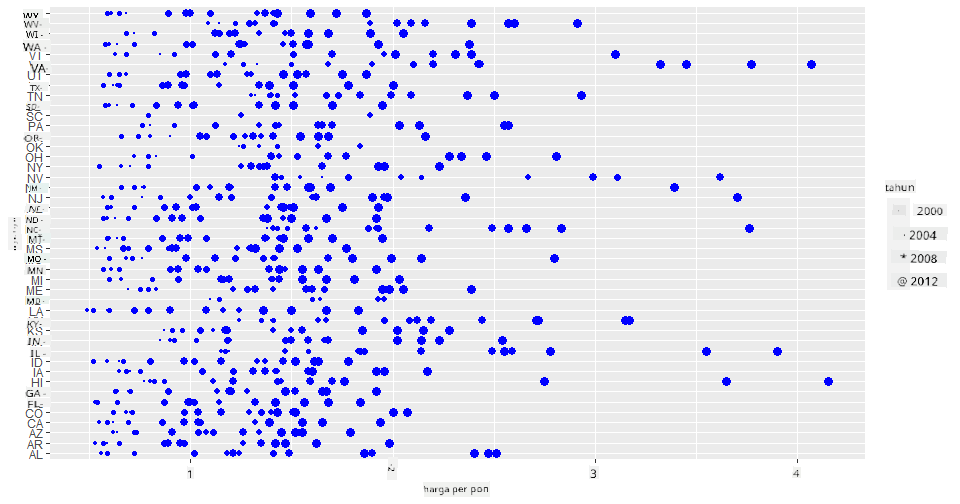 WY
WV-
WI-
WA-
VI
VA
UT
TX-
TN
SD-
SC
PA
OR-
OK
OH
NY
NV
NM-
NJ
NE-
ND-
NC-
MT-
MS
MO-
MN
MI
ME
MD-
LA
KY-
KS
IN-
IL-
ID
IA
HI
GA-
FL-
CO
CA
AZ
AR
AL
1
2
3
4
harga per pon
tahun
2000
2004
2008
2012